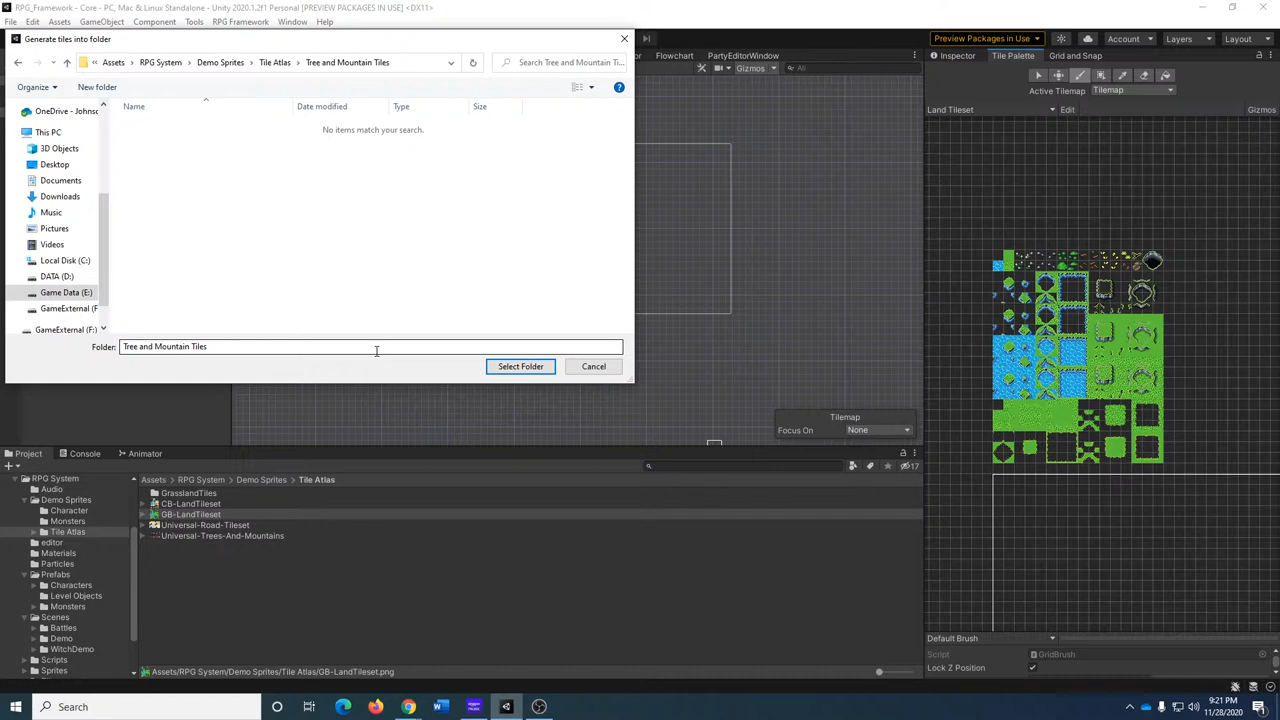 RPG_Framework - Core - PC, Mac & Linux Standalone - Unity 2020.1.2f1 Personal [PREVIEW PACKAGES IN USE] <DX11>
File Edit Assets GameObject Component Tools RPG Framework Window Help
Generate tiles into folder
Preview Packages in Use Account Layers Layout
Flowchart PartyEditorWindow
Inspector Tile Palette Grid and Snap
Assets RPG System Demo Sprites Tile Atlas Tree and Mountain Tiles
Search Tree and Mountain Ti...
Gizmos All
Organize New folder
Active Tilemap Tilemap
Land Tileset Edit Gizmos
Name Date modified Type Size
No items match your search.
OneDrive - Johnsc
This PC
3D Objects
Desktop
Documents
Downloads
Music
Pictures
Videos
Local Disk (C:)
DATA (D:)
Game Data (E:)
GameExternal (F
GameExternal (F:)
Folder: Tree and Mountain Tiles
Select Folder Cancel
Tilemap
Focus On None
Project Console Animator
17
RPG System
Audio
Demo Sprites
Character
Monsters
Tile Atlas
editor
Materials
Particles
Prefabs
Characters
Level Objects
Monsters
Scenes
Battles
Demo
WitchDemo
Scripts
Sprites
Assets RPG System Demo Sprites Tile Atlas
GrasslandTiles
CB-LandTileset
GB-LandTileset
Universal-Road-Tileset
Universal-Trees-And-Mountains
Assets/RPG System/Demo Sprites/Tile Atlas/GB-LandTileset.png
Default Brush
Script GridBrush
Lock Z Position
Search
9:21 PM
11/28/2020